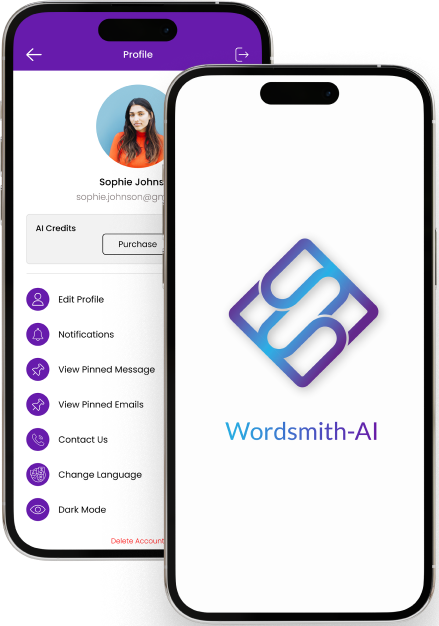 Profile
Sophie Johns
sophie.johnson@gm
AI Credits
Purchase
Edit Profile
Notifications
View Pinned Message
View Pinned Emails
Contact Us
Change Language
Dark Mode
Delete Account
Wordsmith-AI